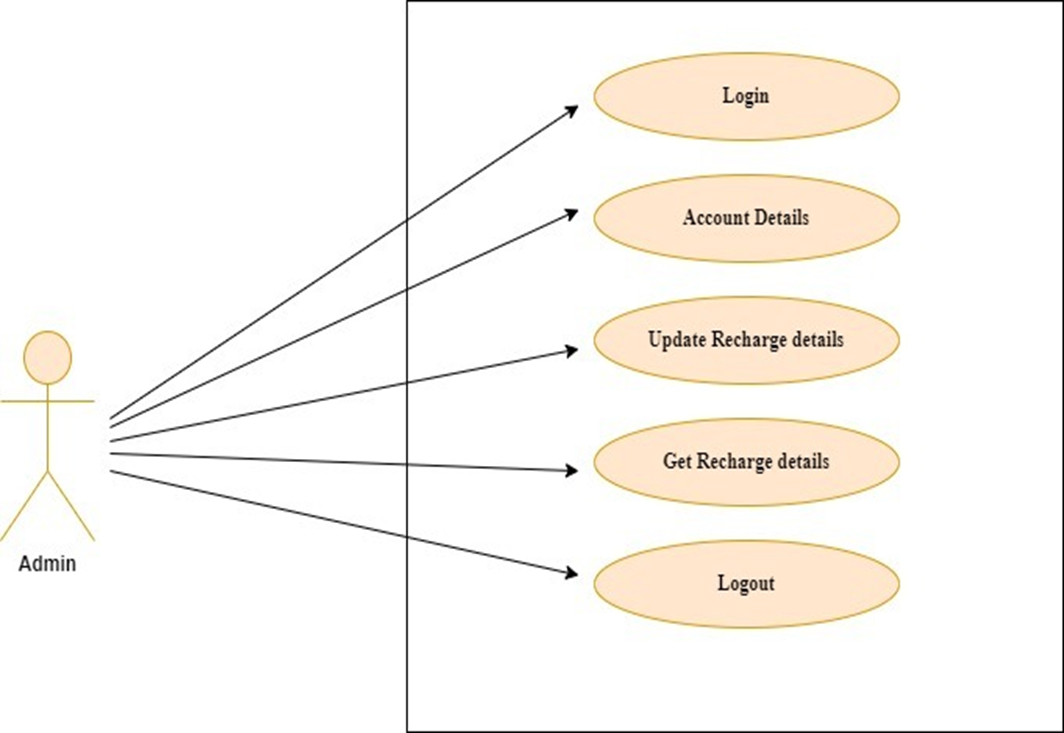 Login
Account Details
Update Recharge details
Get Recharge details
Logout
Admin